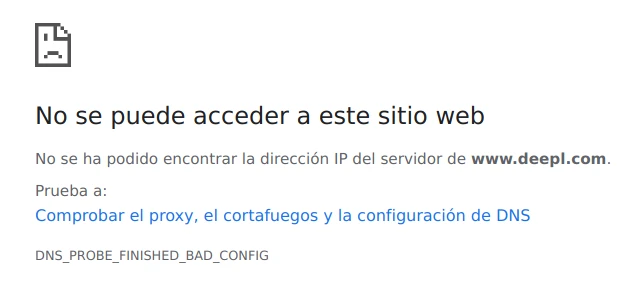 No se puede acceder a este sitio web
No se ha podido encontrar la dirección IP del servidor de www.deepl.com.
Prueba a:
Comprobar el proxy, el cortafuegos y la configuración de DNS
DNS_PROBE_FINISHED_BAD_CONFIG